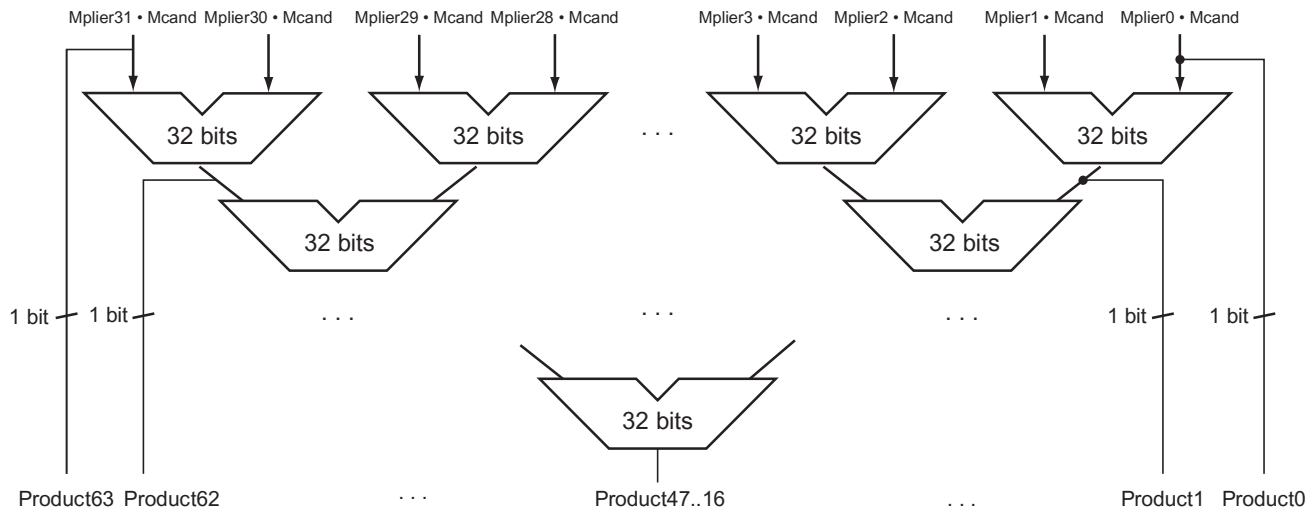 Mplier31 • Mcand Mplier30 • Mcand Mplier29 • Mcand Mplier28 • Mcand Mplier3 • Mcand Mplier2 • Mcand Mplier1 • Mcand Mplier0 • Mcand
32 bits 32 bits . . . 32 bits 32 bits
32 bits 32 bits
1 bit 1 bit . . . . . . . . . 1 bit 1 bit
32 bits
Product63 Product62 . . . Product47..16 . . . Product1 Product0